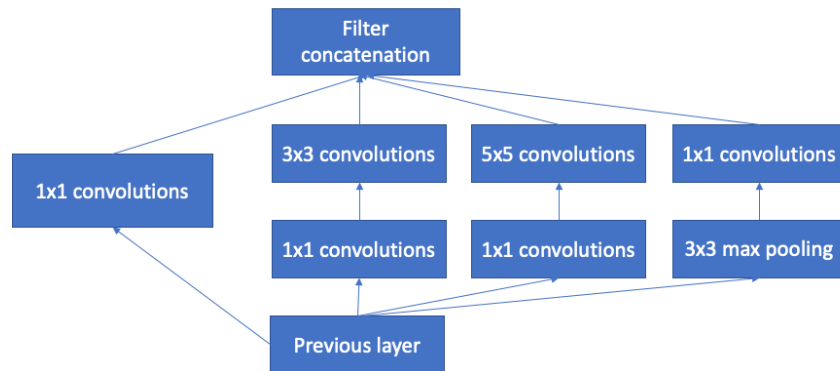 Filter
concatenation
3x3 convolutions
5x5 convolutions
1x1 convolutions
1x1 convolutions
1x1 convolutions
1x1 convolutions
3x3 max pooling
Previous layer